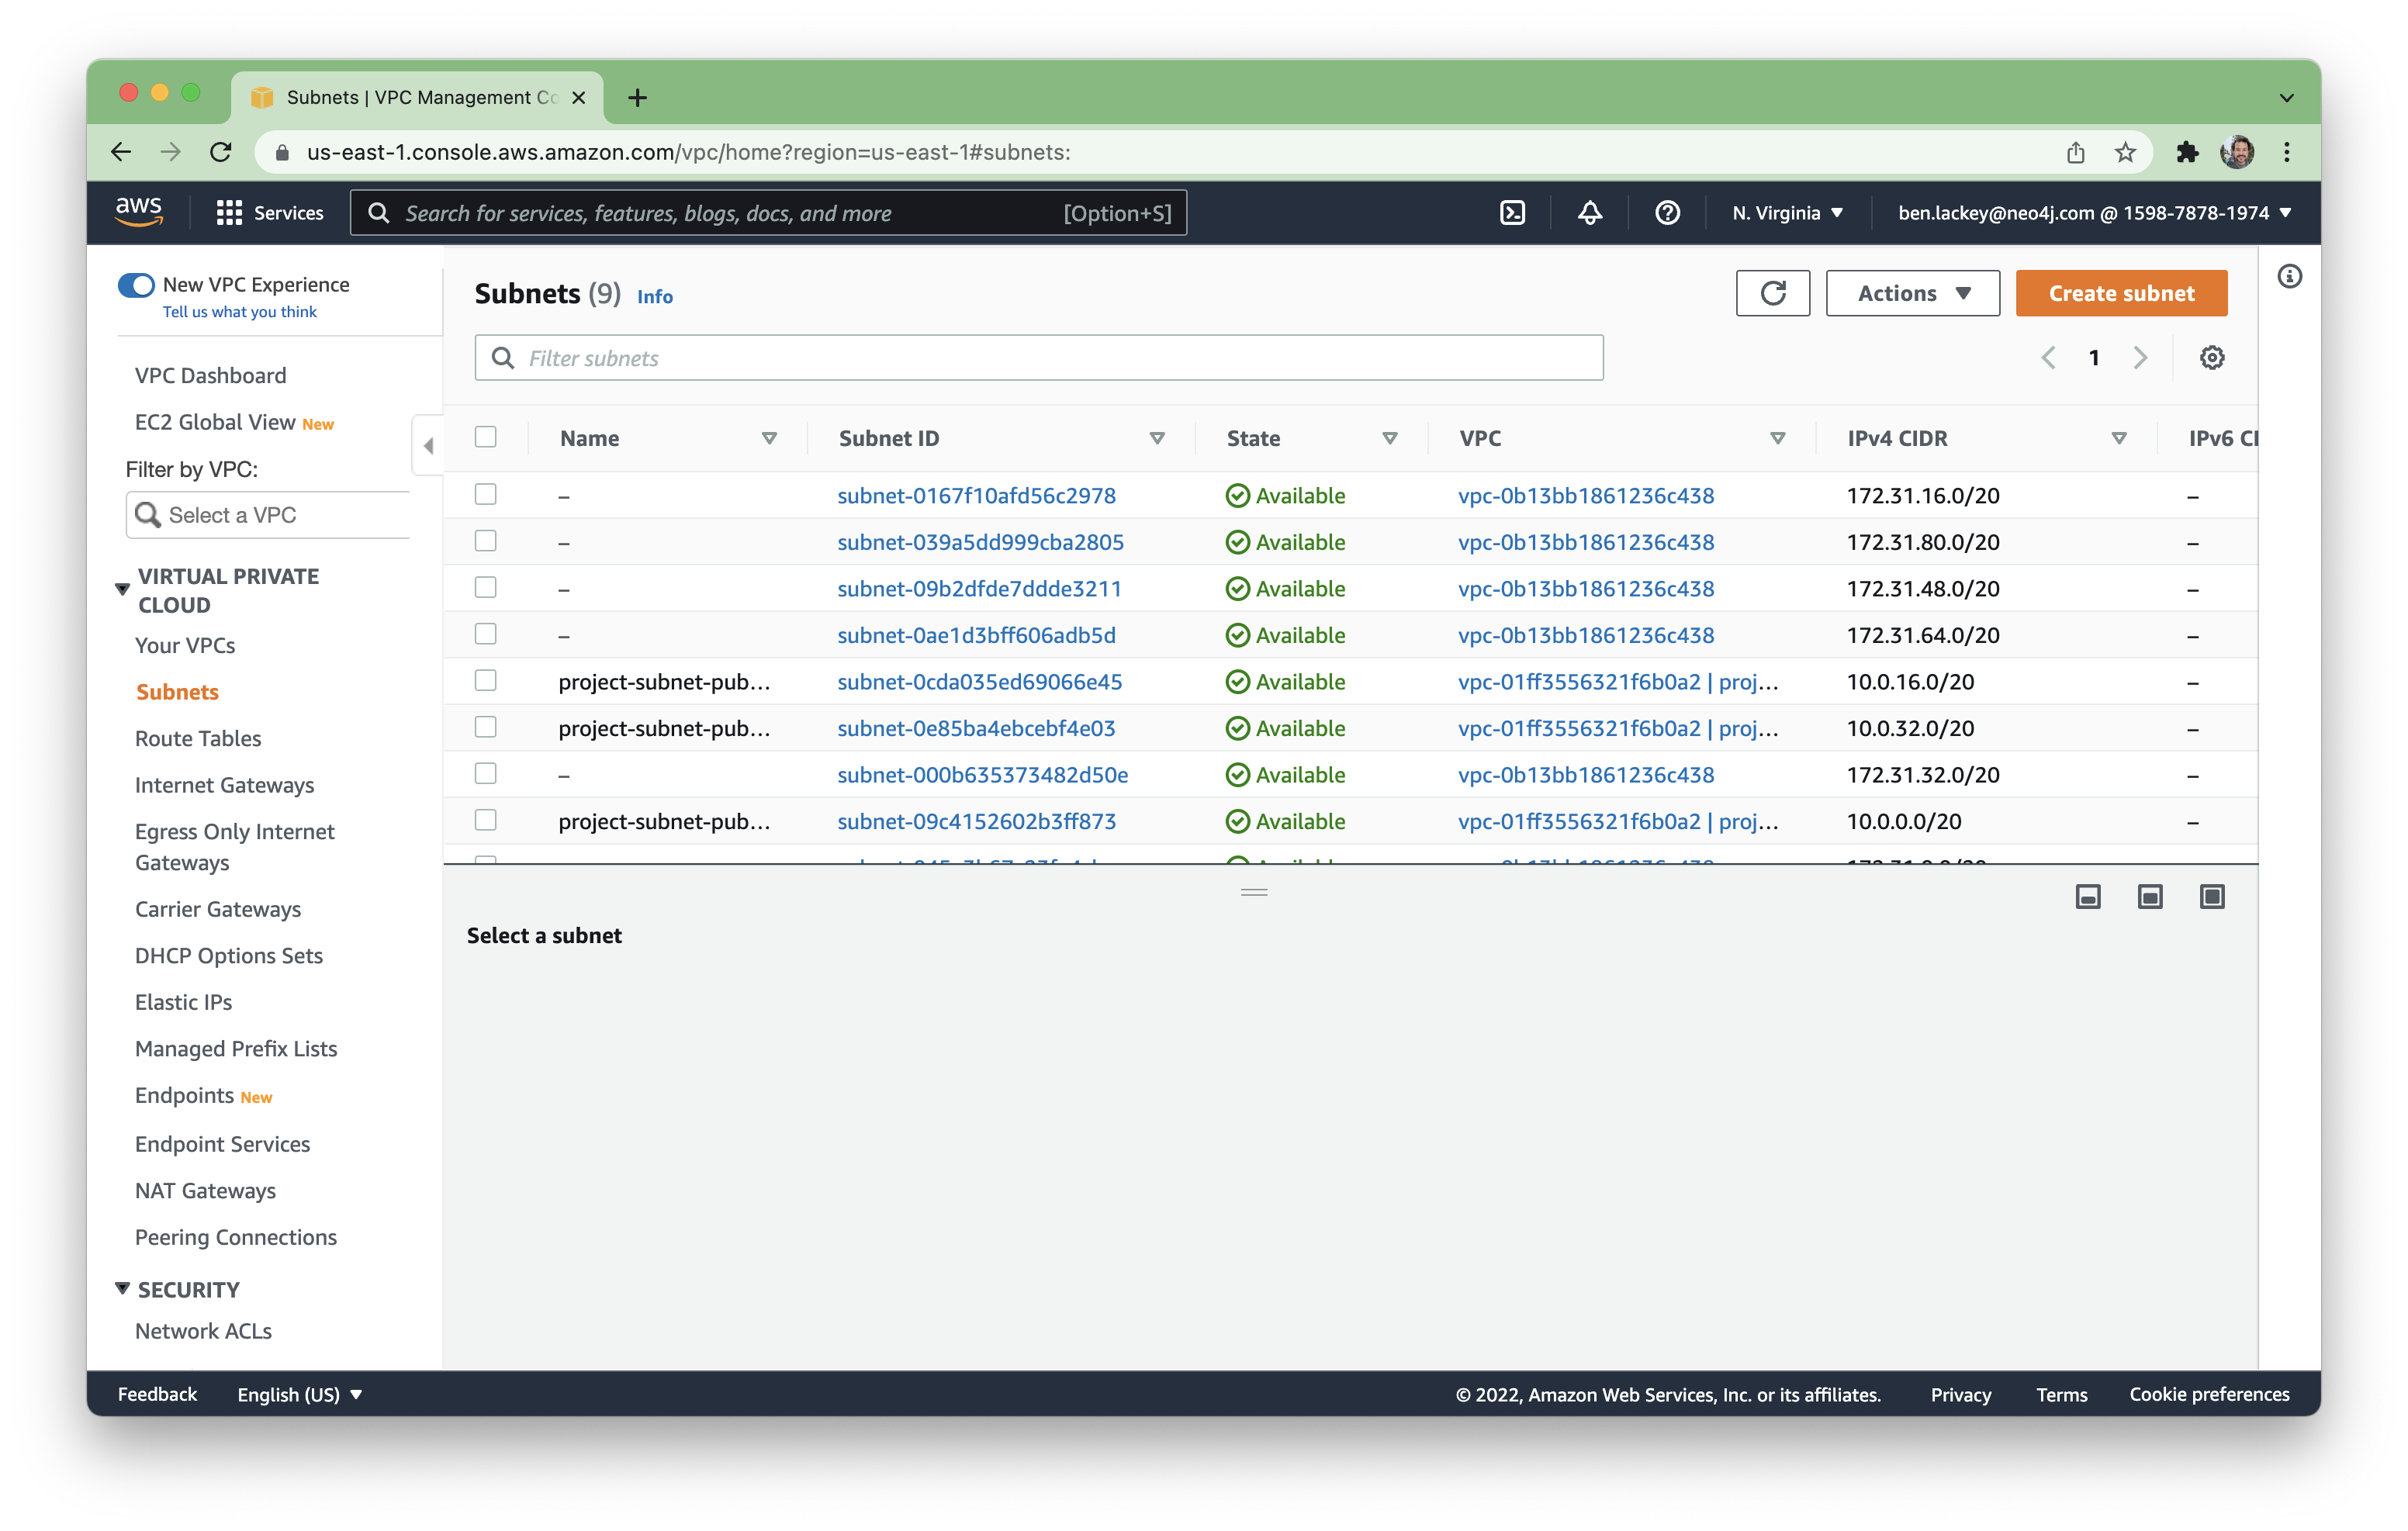 Subnets | VPC Management Co
us-east-1.console.aws.amazon.com/vpc/home?region=us-east-1#subnets:
aws
Services
Search for services, features, blogs, docs, and more [Option+S]
N. Virginia
ben.lackey@neo4j.com @ 1598-7878-1974
New VPC Experience
Tell us what you think
VPC Dashboard
EC2 Global View New
Filter by VPC:
Select a VPC
VIRTUAL PRIVATE
CLOUD
Your VPCs
Subnets
Route Tables
Internet Gateways
Egress Only Internet
Gateways
Carrier Gateways
DHCP Options Sets
Elastic IPs
Managed Prefix Lists
Endpoints New
Endpoint Services
NAT Gateways
Peering Connections
SECURITY
Network ACLs
Subnets (9) Info
Actions
Create subnet
Filter subnets
1
Name Subnet ID State VPC IPv4 CIDR IPv6 CI
– subnet-0167f10afd56c2978 Available vpc-0b13bb1861236c438 172.31.16.0/20 –
– subnet-039a5dd999cba2805 Available vpc-0b13bb1861236c438 172.31.80.0/20 –
– subnet-09b2dfde7ddde3211 Available vpc-0b13bb1861236c438 172.31.48.0/20 –
– subnet-0ae1d3bff606adb5d Available vpc-0b13bb1861236c438 172.31.64.0/20 –
project-subnet-pub... subnet-0cda035ed69066e45 Available vpc-01ff3556321f6b0a2 | proj... 10.0.16.0/20 –
project-subnet-pub... subnet-0e85ba4ebcebf4e03 Available vpc-01ff3556321f6b0a2 | proj... 10.0.32.0/20 –
– subnet-000b635373482d50e Available vpc-0b13bb1861236c438 172.31.32.0/20 –
project-subnet-pub... subnet-09c4152602b3ff873 Available vpc-01ff3556321f6b0a2 | proj... 10.0.0.0/20 –
Select a subnet
Feedback
English (US)
© 2022, Amazon Web Services, Inc. or its affiliates.
Privacy
Terms
Cookie preferences